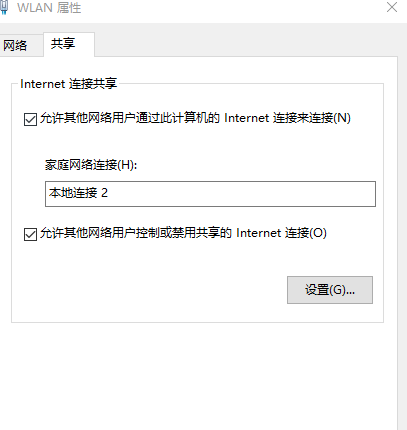 WLAN 属性
网络
共享
Internet 连接共享
允许其他网络用户通过此计算机的 Internet 连接来连接(N)
家庭网络连接(H):
本地连接 2
允许其他网络用户控制或禁用共享的 Internet 连接(O)
设置(G)...